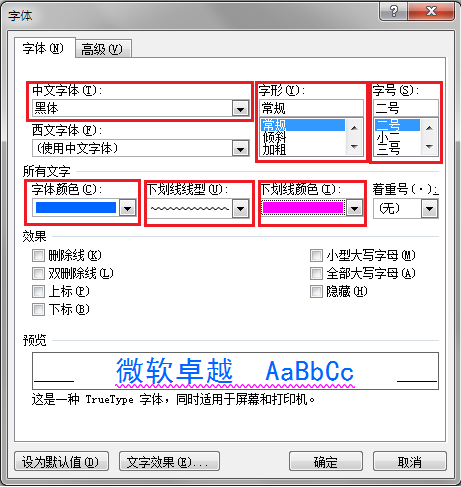 字体
字体(N) 高级(V)
中文字体(T): 字形(Y): 字号(S):
黑体 常规 二号
常规 二号
西文字体(F): 倾斜 小二
(使用中文字体) 加粗 三号
所有文字
字体颜色(C): 下划线线型(U): 下划线颜色(I): 着重号(·):
(无)
效果
删除线(K) 小型大写字母(M)
双删除线(L) 全部大写字母(A)
上标(P) 隐藏(H)
下标(B)
预览
微软卓越 AaBbCc
这是一种 TrueType 字体，同时适用于屏幕和打印机。
设为默认值(D) 文字效果(E)... 确定 取消